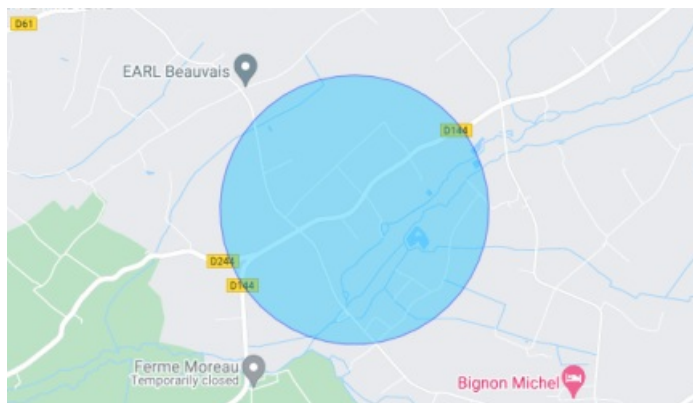 D61
EARL Beauvais
D144
D244
D144
Ferme Moreau
Temporarily closed
Bignon Michel